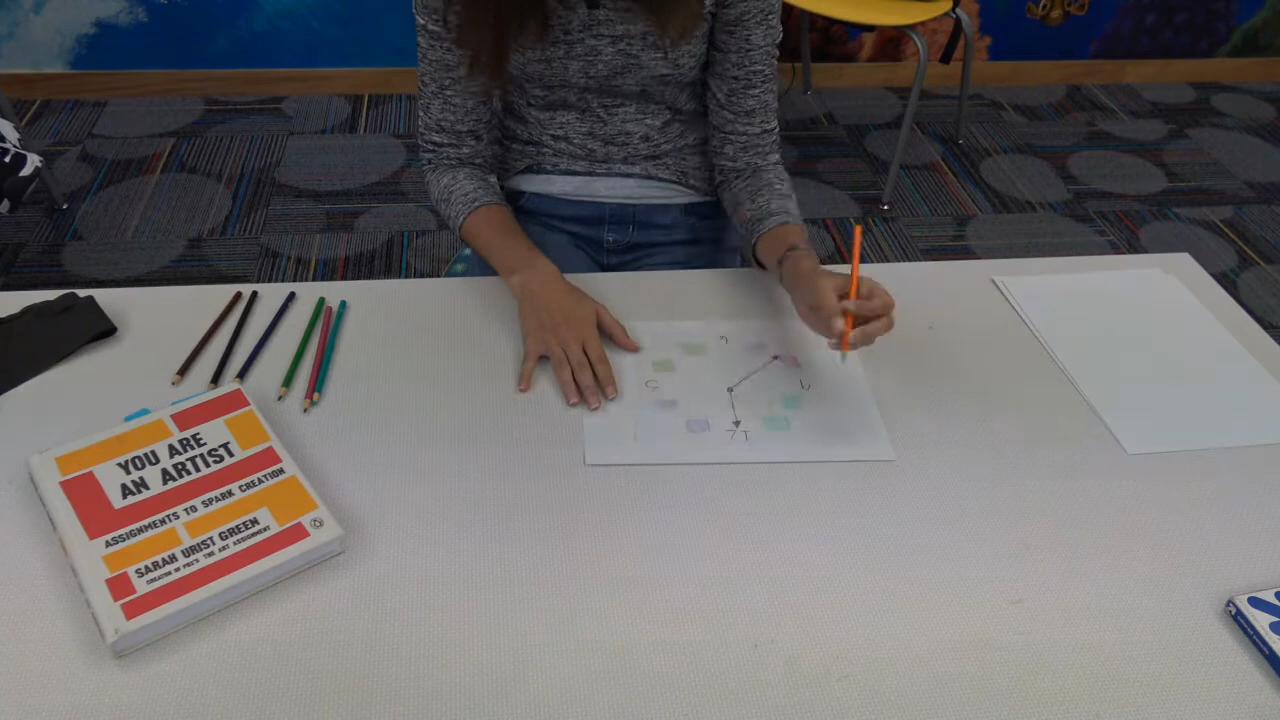 YOU ARE
AN ARTIST
ASSIGNMENTS TO SPARK CREATION
SARAH URIST GREEN
CREATOR OF PBS'S THE ART ASSIGNMENT